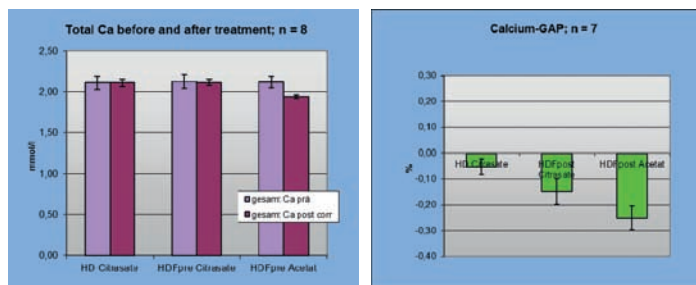 Total Ca before and after treatment; n = 8
2,50
2,00
1,50
1,00
0,50
0,00
mmol/l
gesamt Ca prä
gesamt Ca post corr
HD Citrasate
HDFpre Citrasate
HDFpre Acetat
Calcium-GAP; n = 7
0,30
0,20
0,10
0,00
-0,10
-0,20
-0,30
-0,40
%
HD Citrasate
HDFpost
Citrasate
HDFpost Acetat